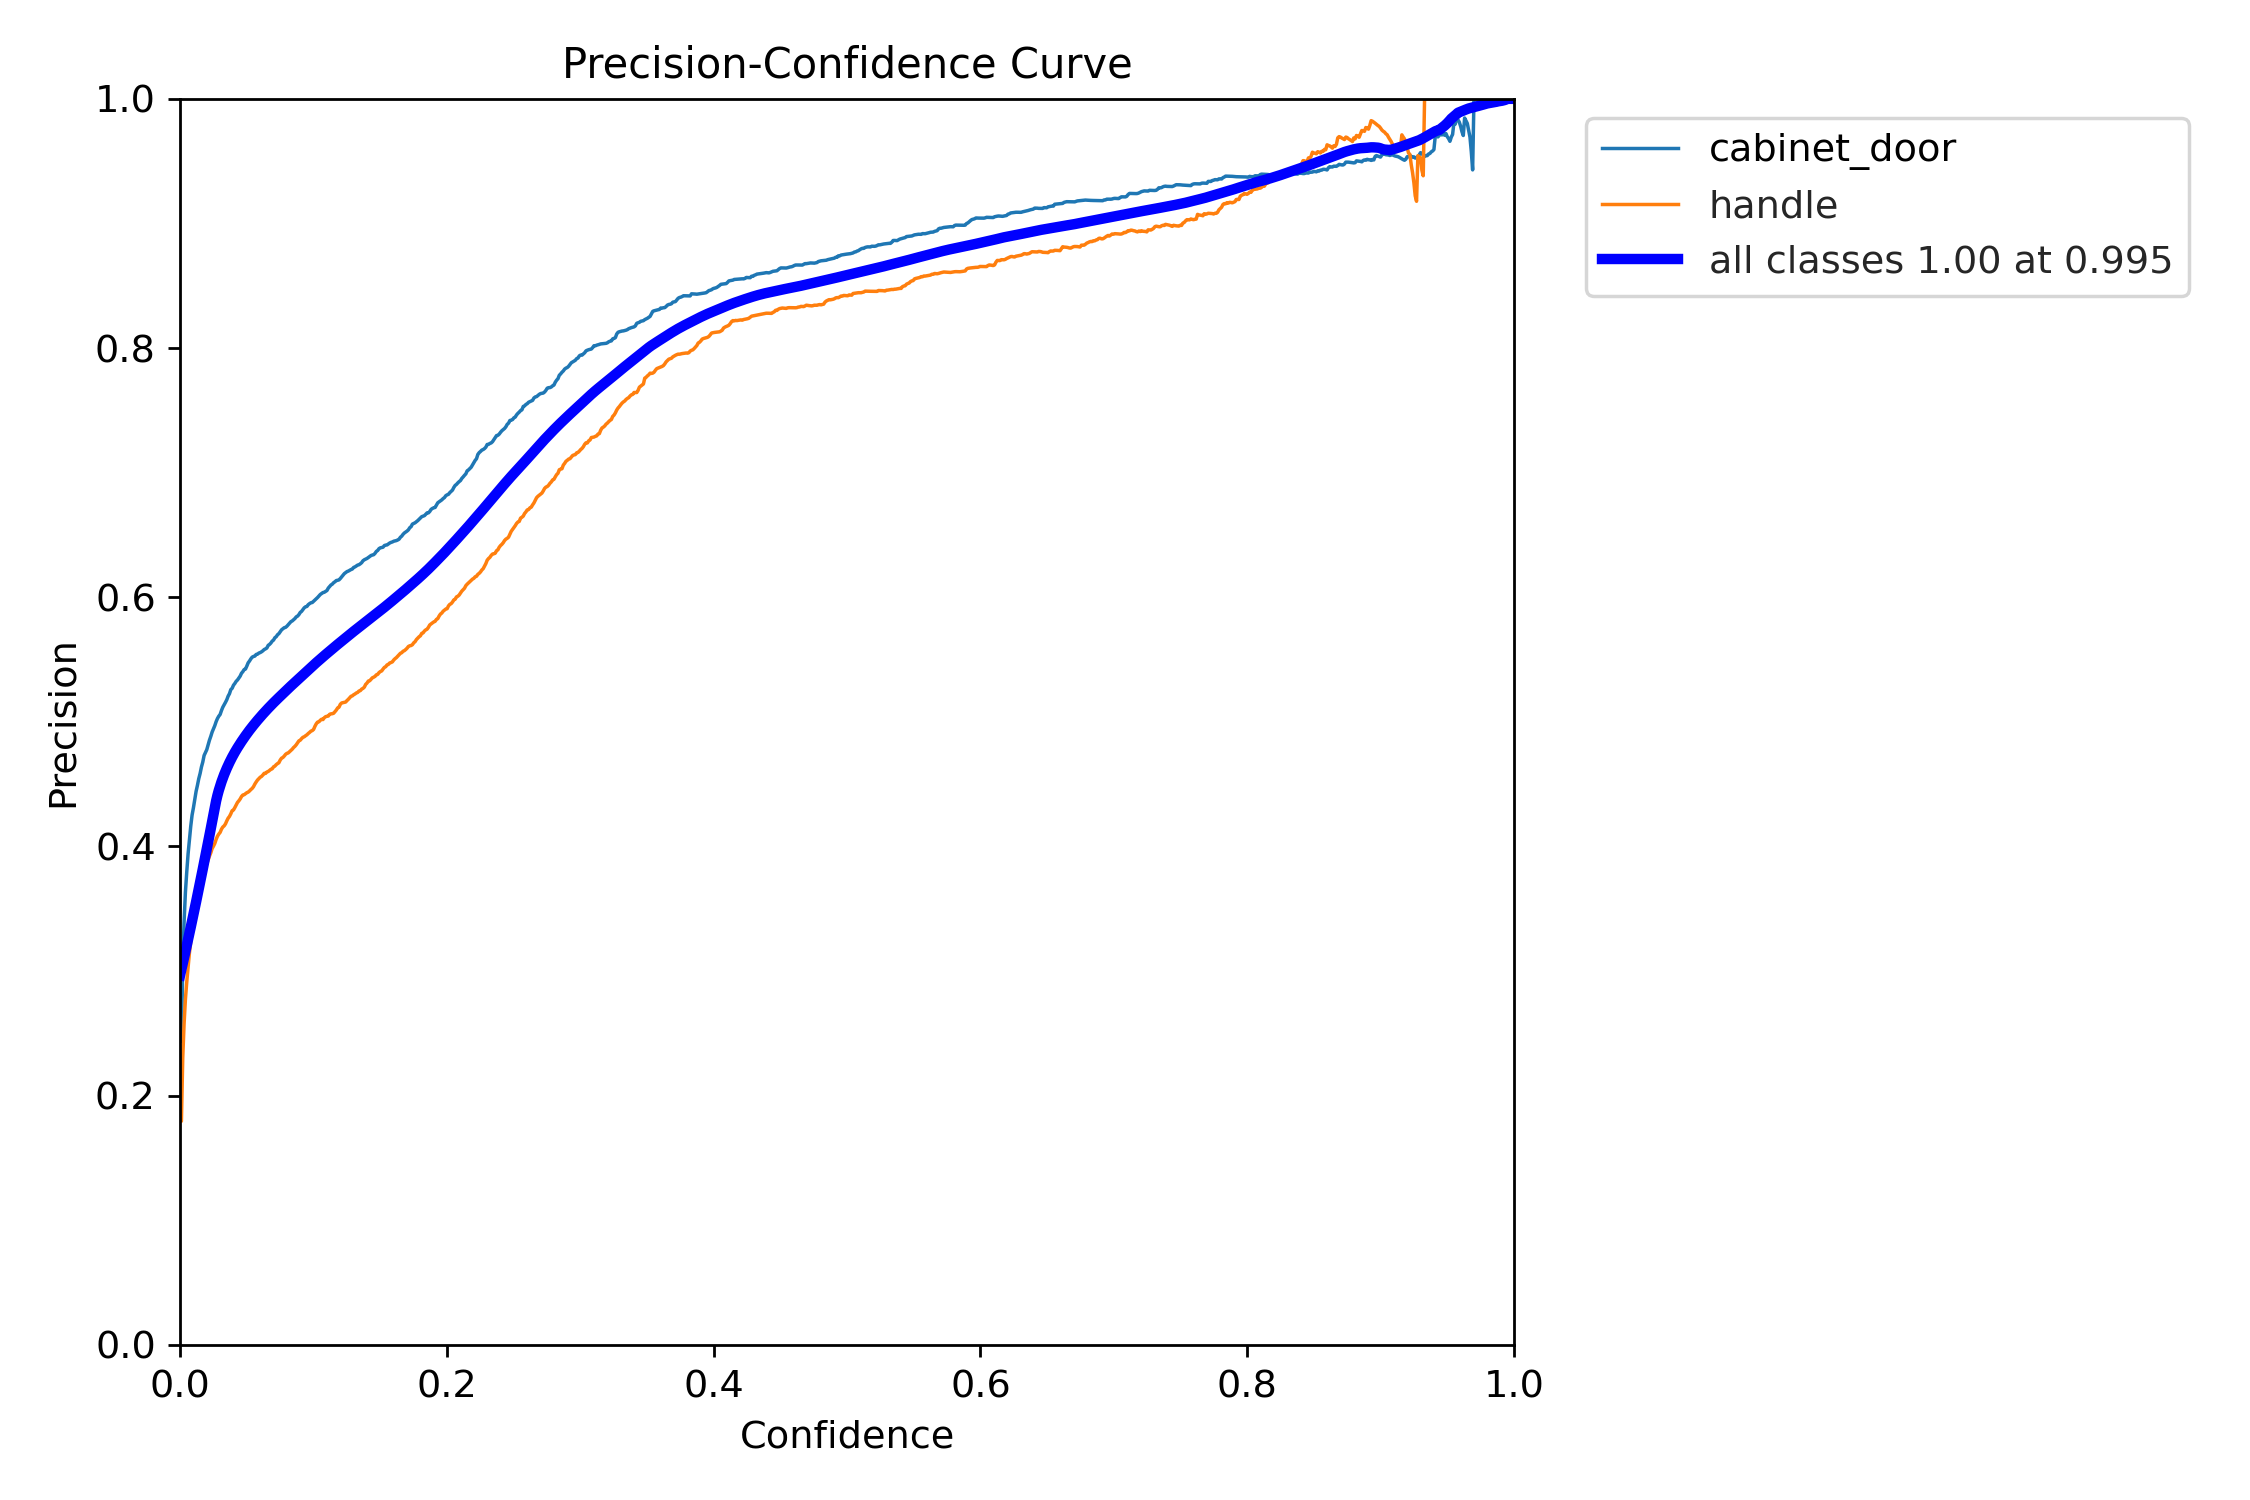 Precision-Confidence Curve
1.0
0.8
0.6
0.4
0.2
0.0
Precision
0.0 0.2 0.4 0.6 0.8 1.0
Confidence
cabinet_door
handle
all classes 1.00 at 0.995